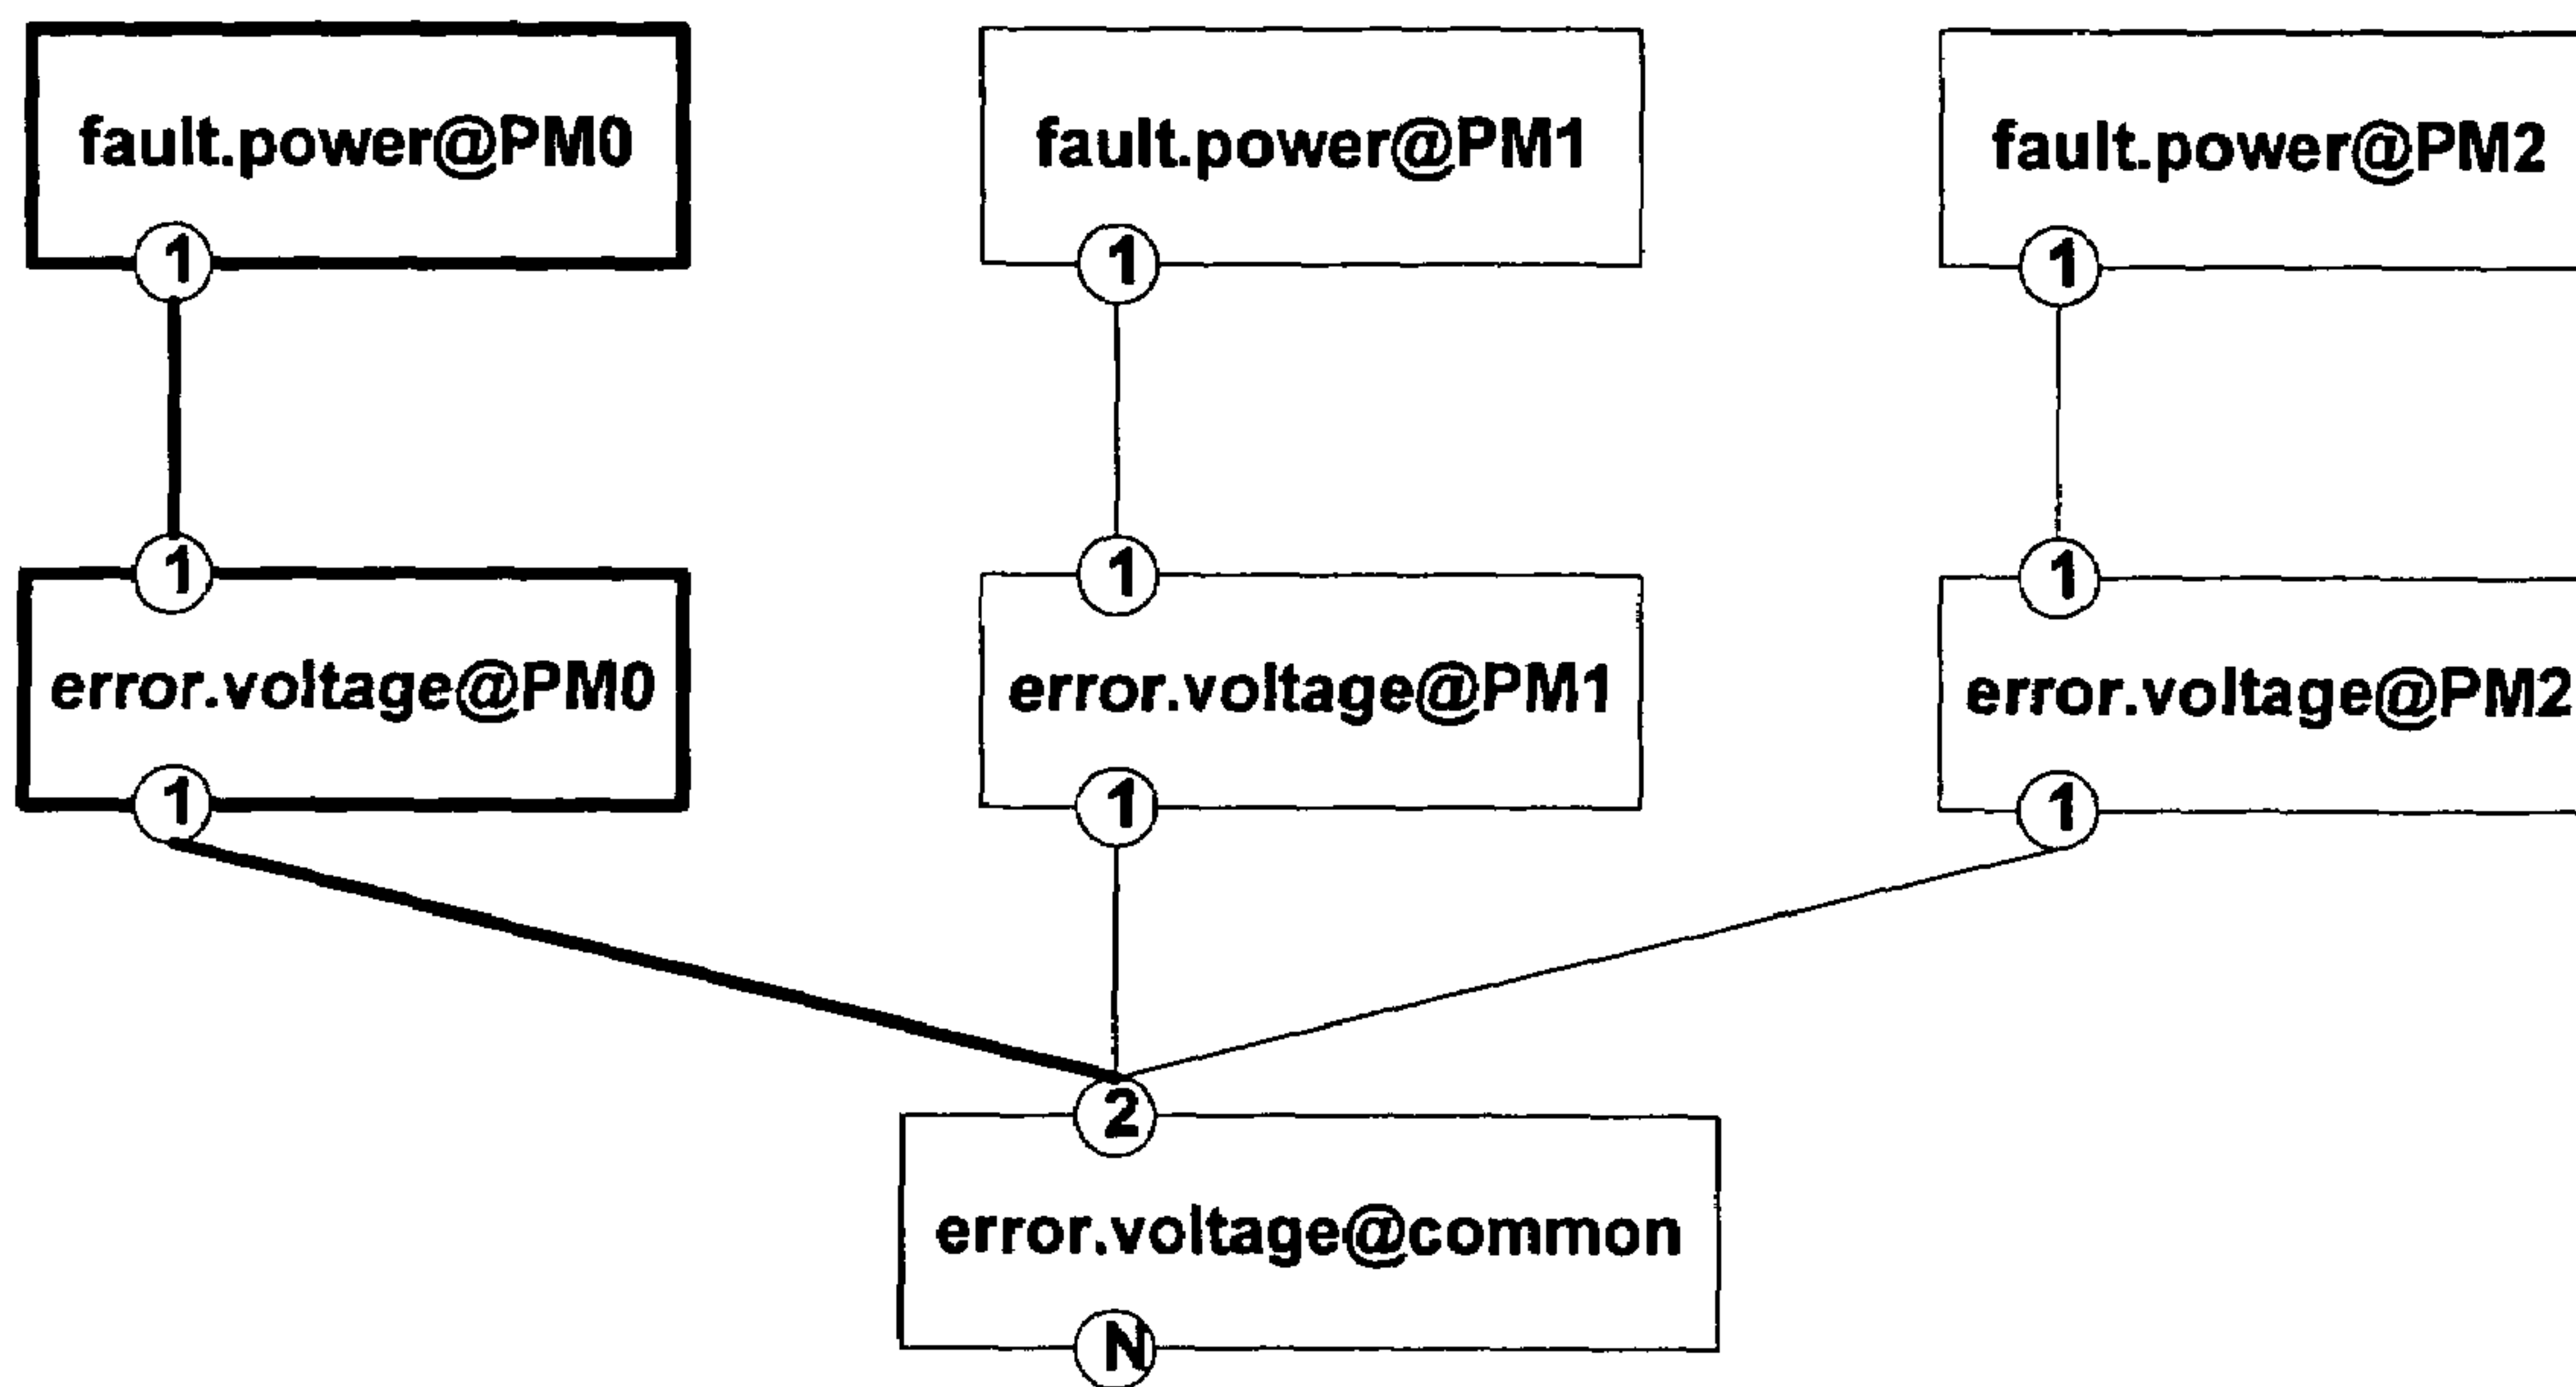 fault.power@PM0 fault.power@PM1 fault.power@PM2
1 1 1
1 1 1
error.voltage@PM0 error.voltage@PM1 error.voltage@PM2
1 1 1
2
error.voltage@common
N